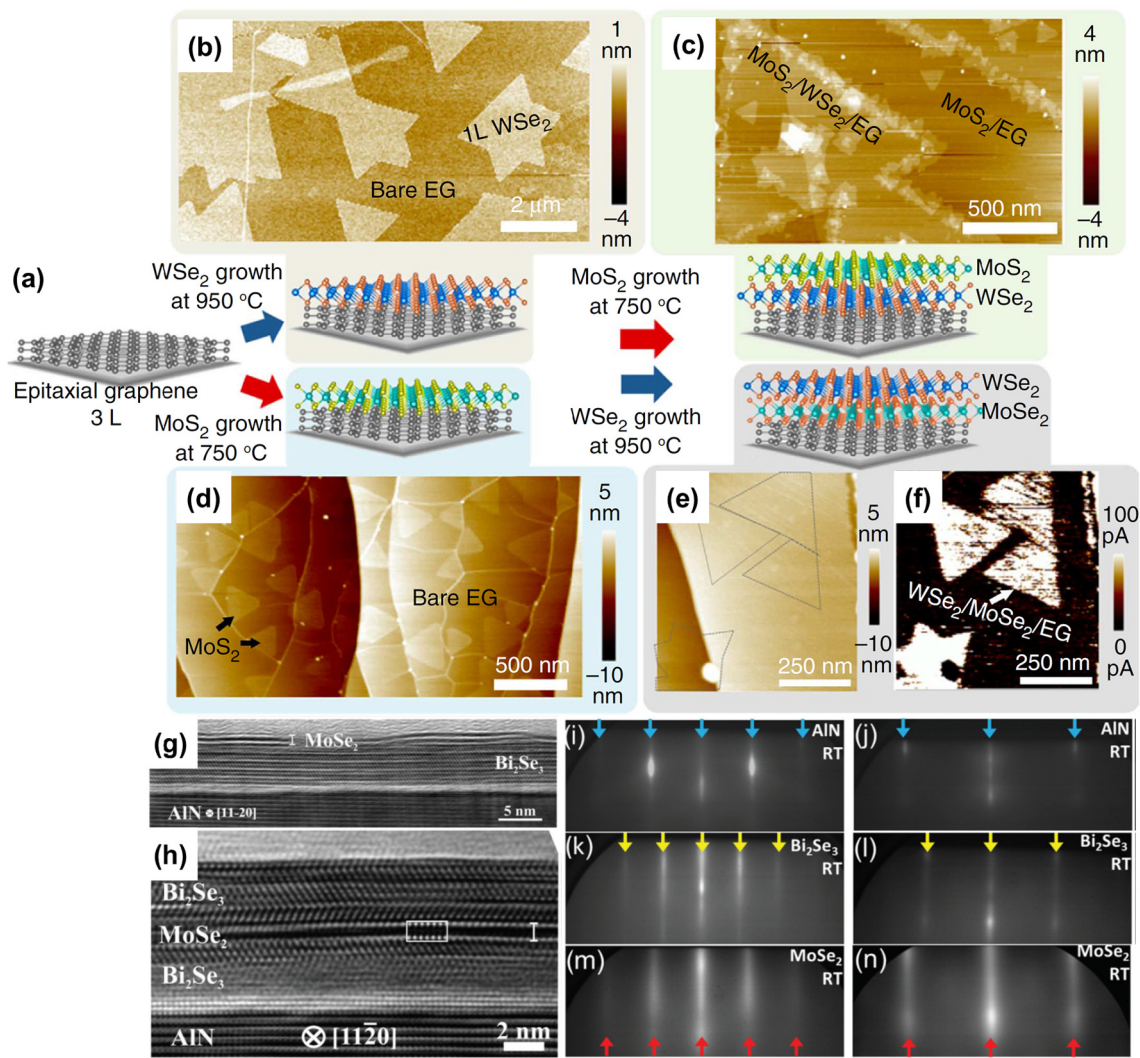 (b)
1L WSe2
Bare EG
2 μm
1
nm
–4
nm
(c)
MoS2/WSe2/EG
MoS2/EG
500 nm
4
nm
–4
nm
(a)
Epitaxial graphene
3 L
WSe2 growth
at 950 °C
MoS2 growth
at 750 °C
MoS2 growth
at 750 °C
WSe2 growth
at 950 °C
MoS2
WSe2
WSe2
MoSe2
(d)
MoS2
Bare EG
500 nm
5
nm
–10
nm
(e)
250 nm
5
nm
–10
nm
(f)
WSe2/MoSe2/EG
250 nm
100
pA
0
pA
(g)
MoSe2
Bi2Se3
AlN ⊗ [11-20]
5 nm
(h)
Bi2Se3
MoSe2
Bi2Se3
AlN
⊗ [112̄0]
2 nm
(i)
AlN
RT
(j)
AlN
RT
(k)
Bi2Se3
RT
(l)
Bi2Se3
RT
(m)
MoSe2
RT
(n)
MoSe2
RT